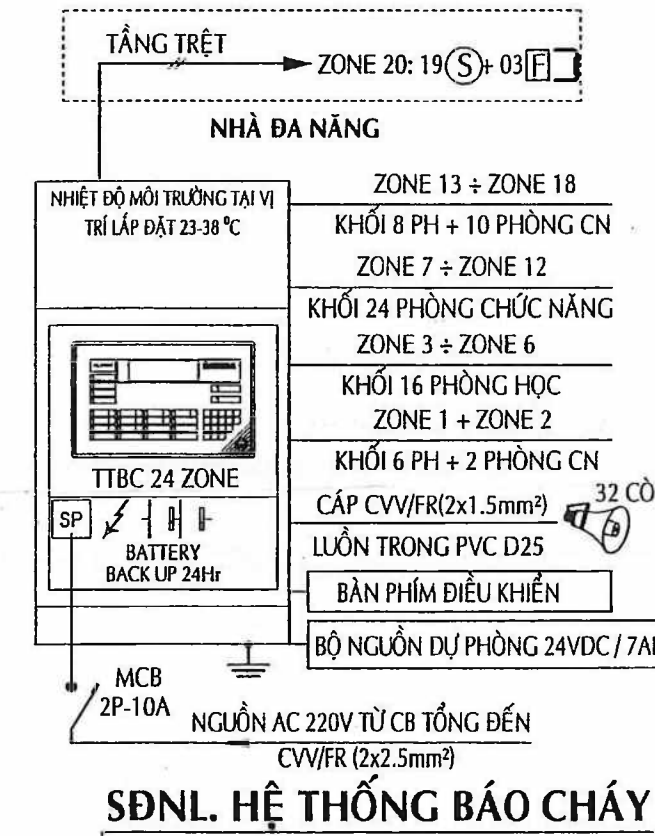 TẦNG TRỆT
ZONE 20: 19(S)+ 03[F]
NHÀ ĐA NĂNG
NHIỆT ĐỘ MÔI TRƯỜNG TẠI VỊ
TRÍ LẮP ĐẶT 23-38 ⁰C
ZONE 13 ÷ ZONE 18
KHỐI 8 PH + 10 PHÒNG CN
ZONE 7 ÷ ZONE 12
KHỐI 24 PHÒNG CHỨC NĂNG
ZONE 3 ÷ ZONE 6
KHỐI 16 PHÒNG HỌC
ZONE 1 + ZONE 2
KHỐI 6 PH + 2 PHÒNG CN
TTBC 24 ZONE
SP
BATTERY
BACK UP 24Hr
CÁP CVV/FR(2x1.5mm²)
32 CÒ
LUỒN TRONG PVC D25
BÀN PHÍM ĐIỀU KHIỂN
BỘ NGUỒN DỰ PHÒNG 24VDC / 7A
MCB
2P-10A
NGUỒN AC 220V TỪ CB TỔNG ĐẾN
CVV/FR (2x2.5mm²)
SĐNL. HỆ THỐNG BÁO CHÁY